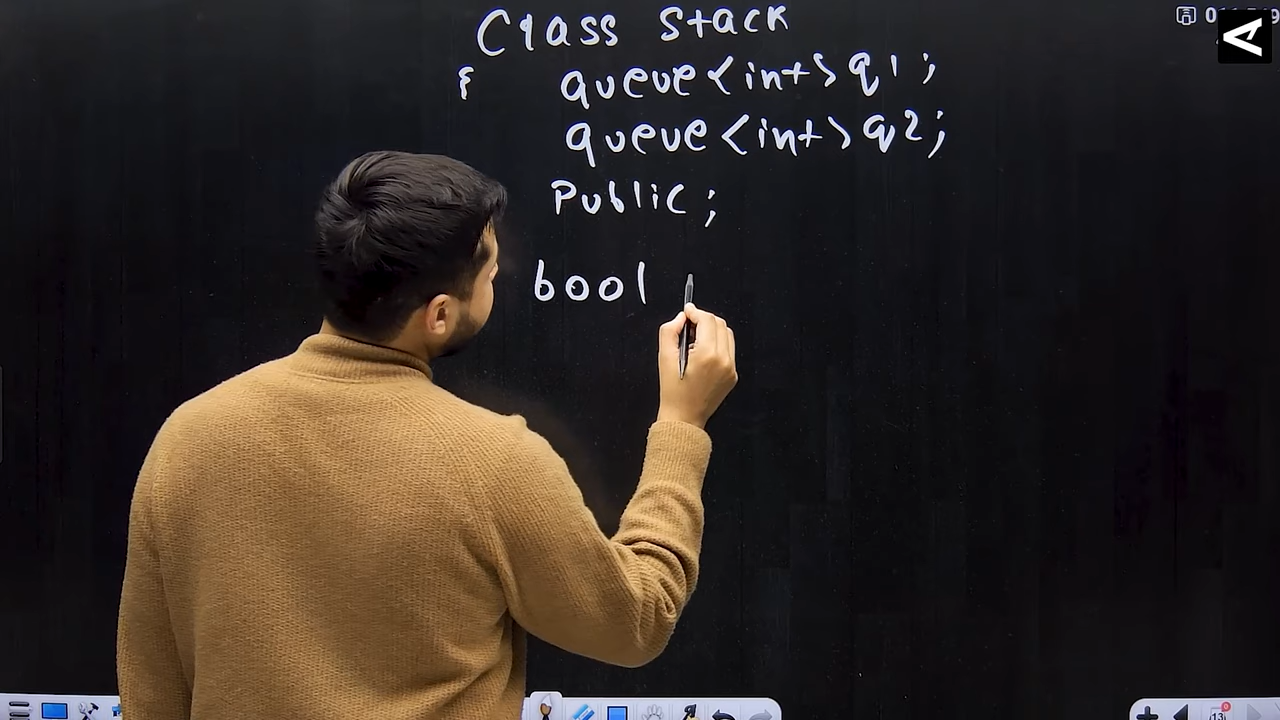 Class Stack
{ queue<int> q1;
queue<int> q2;
Public;
bool